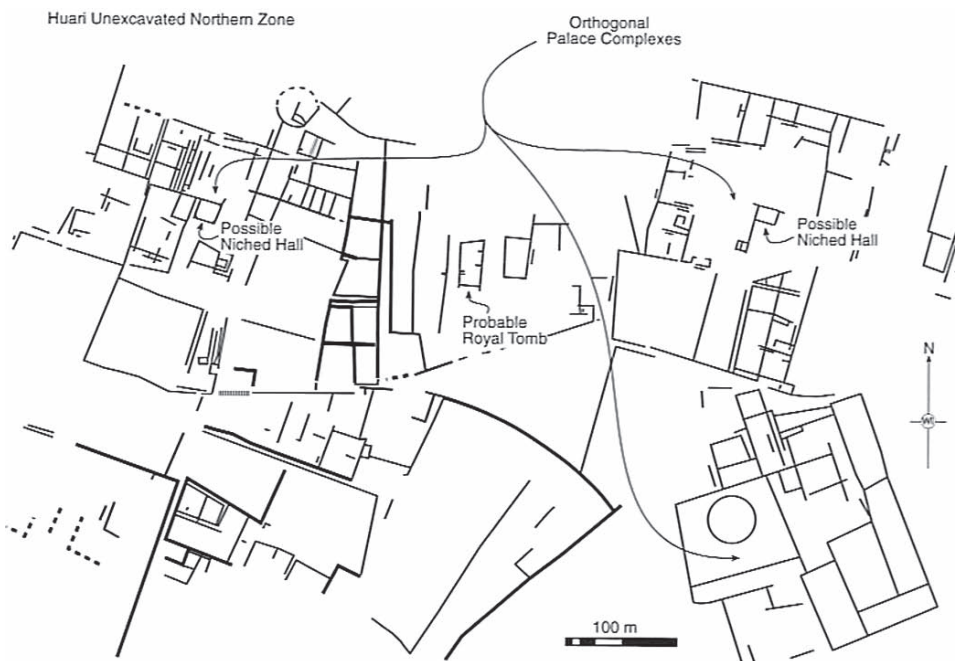 Huari Unexcavated Northern Zone
Orthogonal
Palace Complexes
Possible
Niched Hall
Possible
Niched Hall
Probable
Royal Tomb
N
100 m